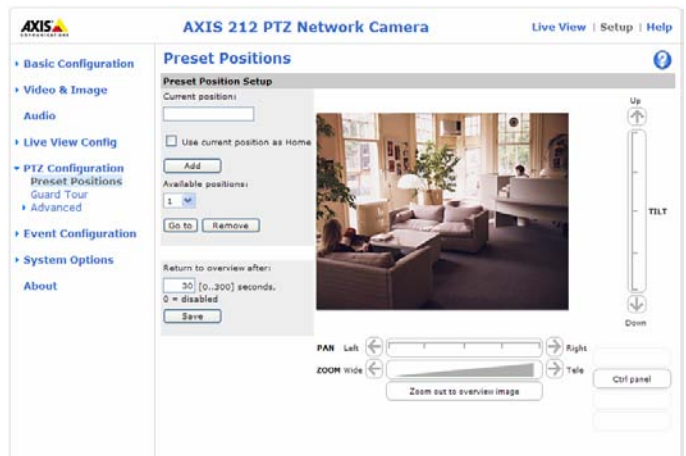 AXIS
COMMUNICATIONS
AXIS 212 PTZ Network Camera
Live View | Setup | Help
Basic Configuration
Video & Image
Audio
Live View Config
PTZ Configuration
Preset Positions
Guard Tour
Advanced
Event Configuration
System Options
About
Preset Positions
Preset Position Setup
Current position:
Use current position as Home
Add
Available positions:
1
Go to
Remove
Return to overview after:
30 [0..300] seconds.
0 = disabled
Save
Up
TILT
Down
PAN Left Right
ZOOM Wide Tele
Zoom out to overview image
Ctrl panel